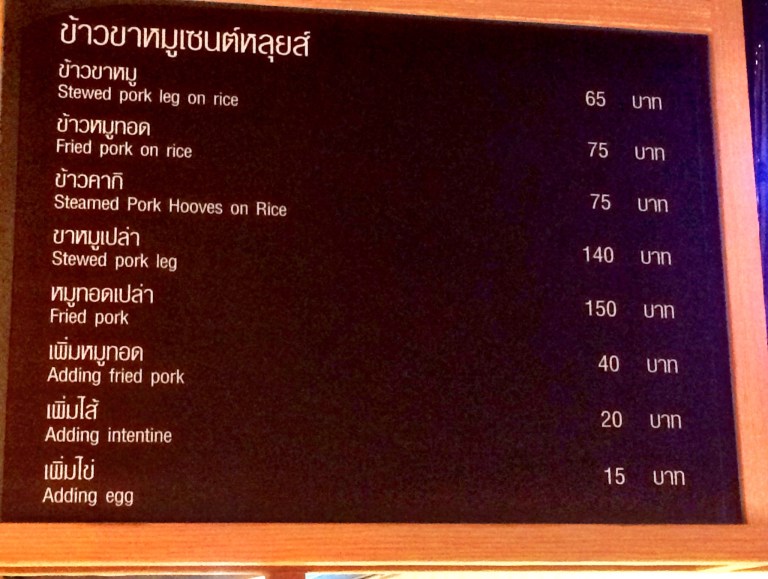 ข้าวขาหมูเซนต์หลุยส์
ข้าวขาหมู
Stewed pork leg on rice 65 บาท
ข้าวหมูทอด
Fried pork on rice 75 บาท
ข้าวคากิ
Steamed Pork Hooves on Rice 75 บาท
ขาหมูเปล่า
Stewed pork leg 140 บาท
หมูทอดเปล่า
Fried pork 150 บาท
เพิ่มหมูทอด
Adding fried pork 40 บาท
เพิ่มไส้
Adding intentine 20 บาท
เพิ่มไข่
Adding egg 15 บาท